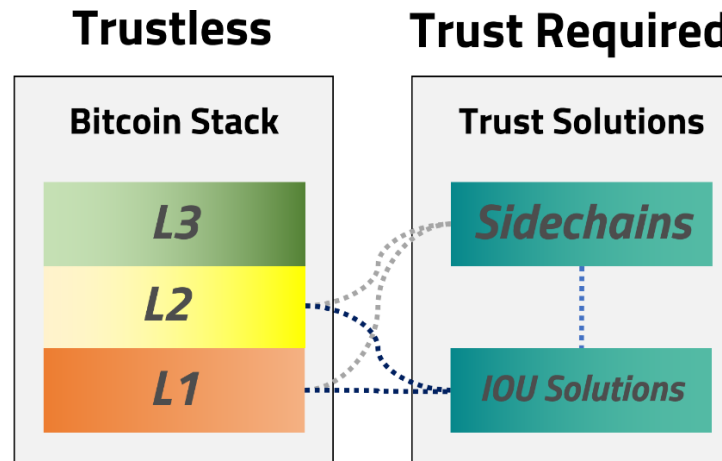 Trustless
Trust Required
Bitcoin Stack
Trust Solutions
L3
Sidechains
L2
L1
IOU Solutions